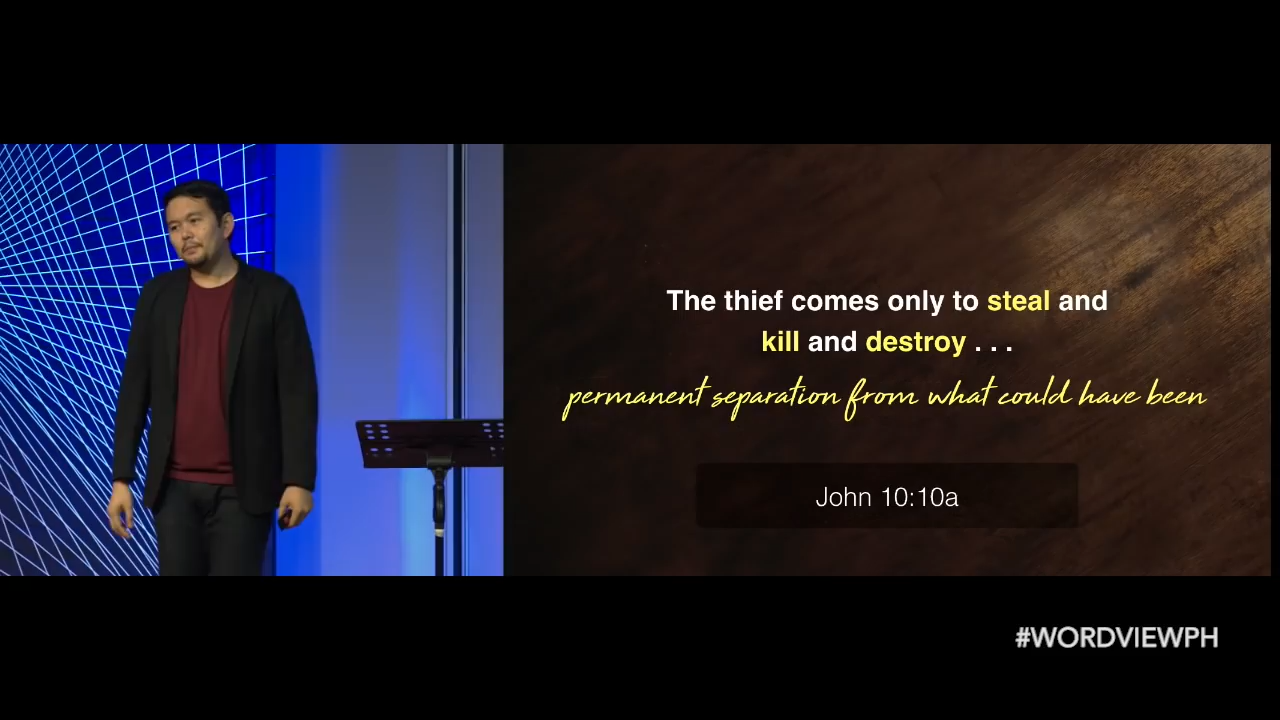 The thief comes only to steal and
kill and destroy . . .
permanent separation from what could have been
John 10:10a
#WORDVIEWPH